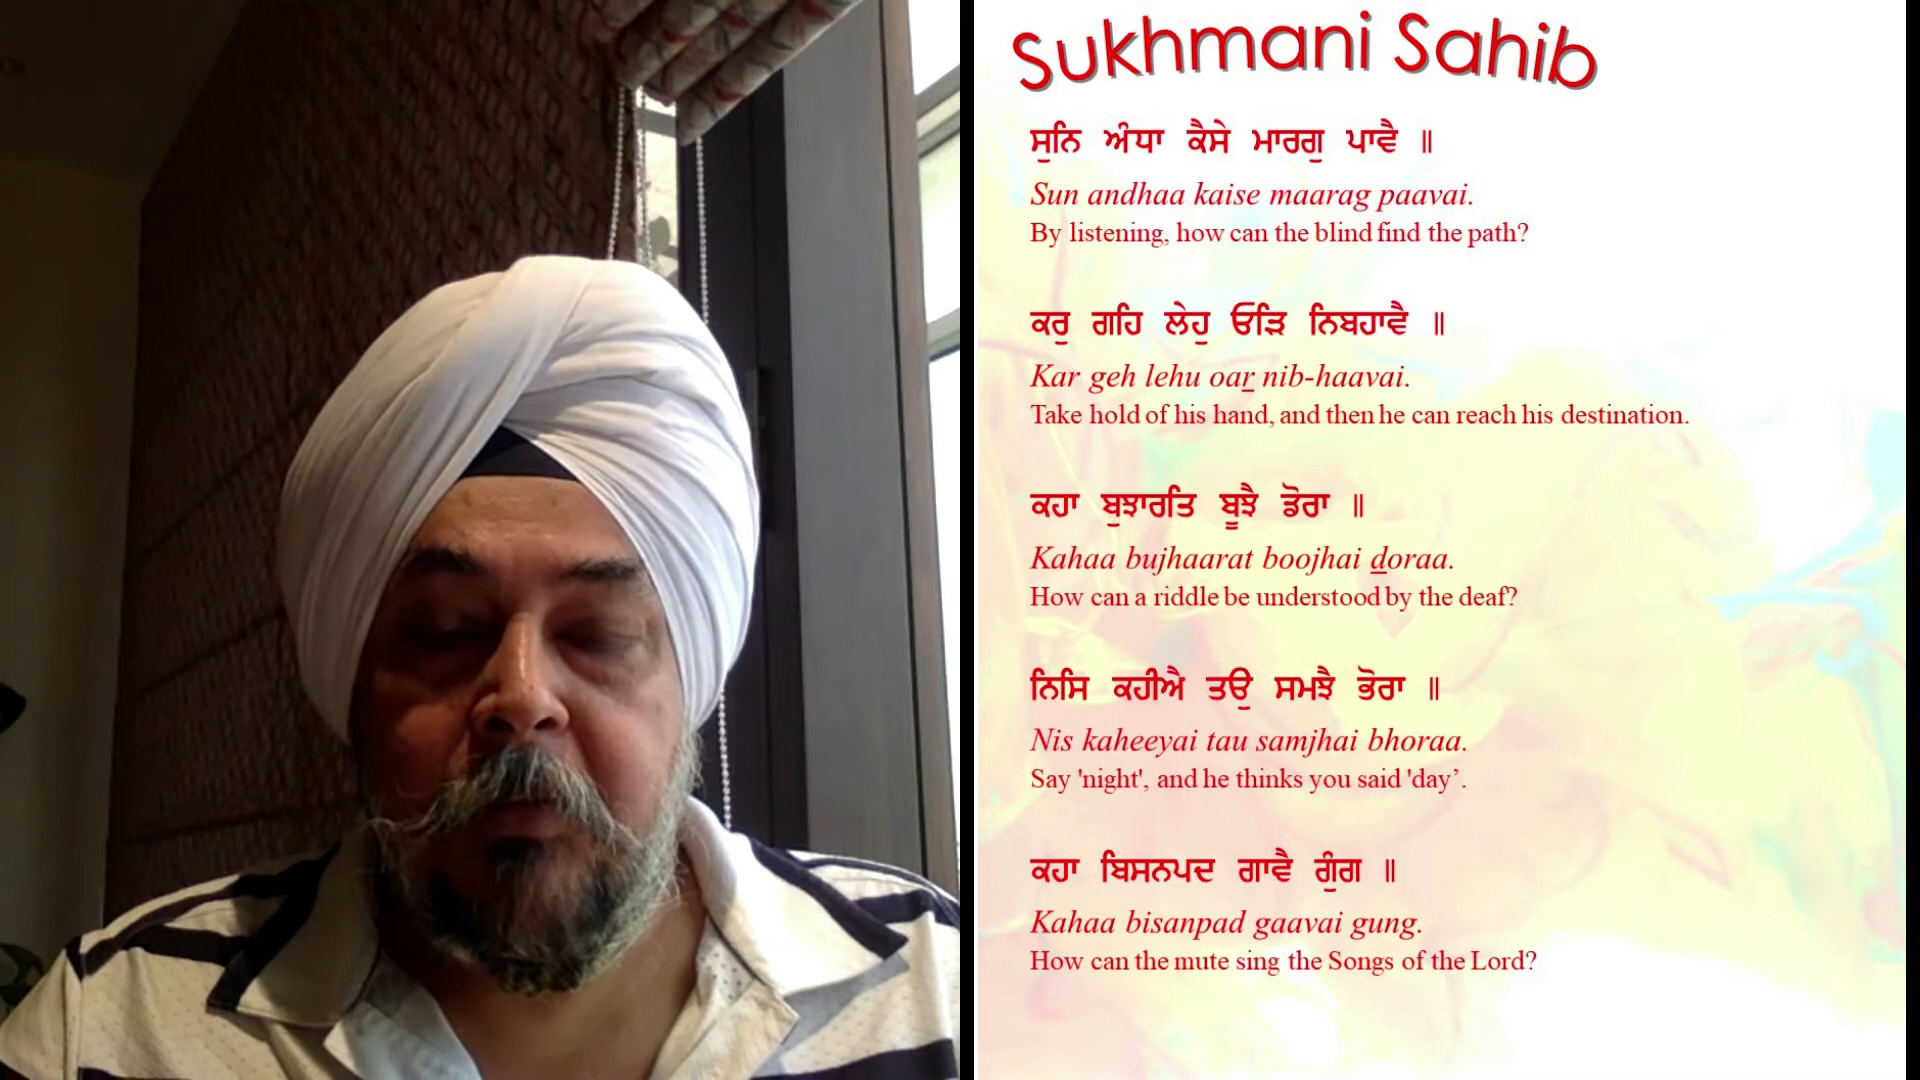 Sukhmani Sahib
ਸੁਨਿ ਅੰਧਾ ਕੈਸੇ ਮਾਰਗੁ ਪਾਵੈ ॥
Sun andhaa kaise maarag paavai.
By listening, how can the blind find the path?
ਕਰੁ ਗਹਿ ਲੇਹੁ ਓੜਿ ਨਿਬਹਾਵੈ ॥
Kar geh lehu oar nib-haavai.
Take hold of his hand, and then he can reach his destination.
ਕਹਾ ਬੁਝਾਰਤਿ ਬੂਝੈ ਡੋਰਾ ॥
Kahaa bujhaarat boojhai doraa.
How can a riddle be understood by the deaf?
ਨਿਸਿ ਕਹੀਐ ਤਉ ਸਮਝੈ ਭੋਰਾ ॥
Nis kaheeyai tau samjhai bhoraa.
Say 'night', and he thinks you said 'day’.
ਕਹਾ ਬਿਸਨਪਦ ਗਾਵੈ ਗੁੰਗ ॥
Kahaa bisanpad gaavai gung.
How can the mute sing the Songs of the Lord?